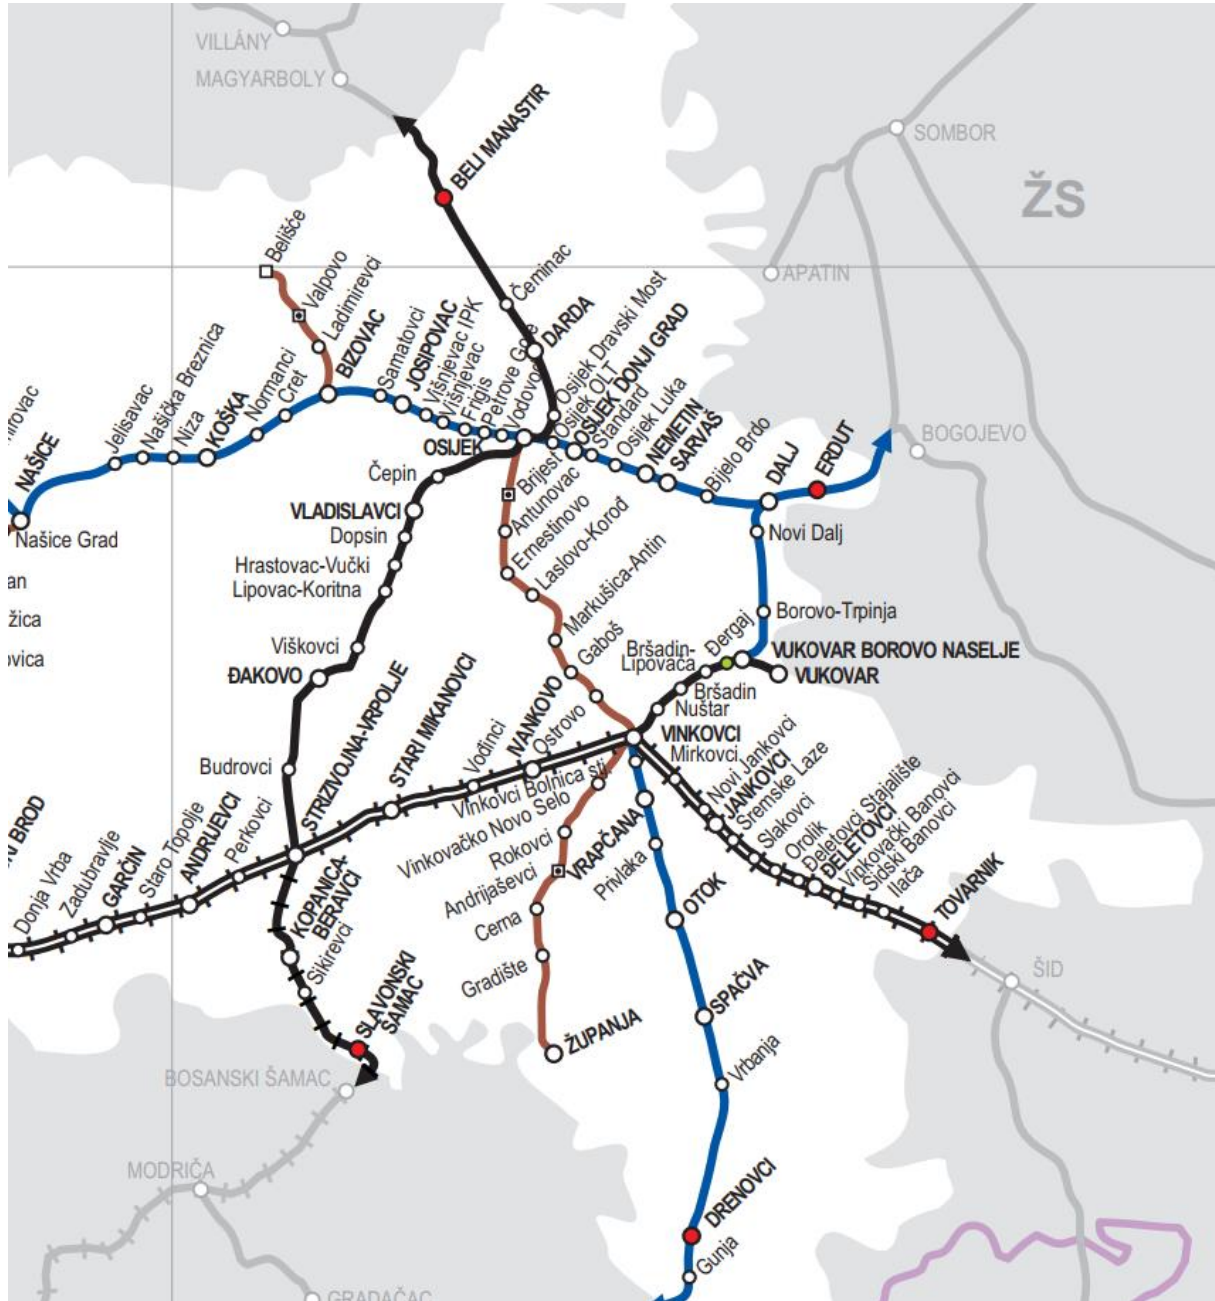 VILLÁNY
MAGYARBOLY
SOMBOR
ŽS
BELI MANASTIR
Belišće
APATIN
Valpovo
Ladimirevci
Čeminac
DARDA
BIZOVAC
Samatovci
JOSIPOVAC
Višnjevac IPK
Višnjevac
Frigis
Osijek Dravski Most
Osijek OLT
OSIJEK DONJI GRAD
Standard
Osijek Luka
NEMETIN
SARVAŠ
Bijelo Brdo
DALJ
ERDUT
BOGOJEVO
NAŠICE
Jelisavac
Našička Breznica
Niza
KOŠKA
Normanci
Cret
OSIJEK
Našice Grad
an
žica
ovica
Čepin
VLADISLAVCI
Dopsin
Hrastovac-Vučki
Lipovac-Koritna
Viškovci
ĐAKOVO
Budrovci
Brijest
Antunovac
Ernestinovo
Laslovo-Korođ
Markušica-Antin
Gaboš
Ostrovo
Novi Dalj
Borovo-Trpinja
Đergaj
VUKOVAR BOROVO NASELJE
VUKOVAR
Bršadin-
Lipovača
Bršadin
Nuštar
VINKOVCI
Mirkovci
STRIZIVOJNA-VRPOLJE
STARI MIKANOVCI
Vođinci
IVANKOVO
Vinkovci Bolnica st.
Vinkovačko Novo Selo
Rokovci
Andrijaševci
Cerna
Gradište
ŽUPANJA
VRAPČANA
Privlaka
OTOK
SPAČVA
Vrbanja
DRENOVCI
Gunja
Novi Jankovci
JANKOVCI
Sremske Laze
Slakovci
Orolik
Đeletovci Stajalište
ĐELETOVCI
Vinkovački Banovci
Šidski Banovci
Ilača
TOVARNIK
ŠID
BROD
Donja Vrba
Zadubravlje
GARČIN
Staro Topolje
ANDRIJEVCI
Perkovci
KOPANICA-
BERAVCI
Sikirevci
SLAVONSKI
ŠAMAC
BOSANSKI ŠAMAC
MODRIČA
GRADAČAC